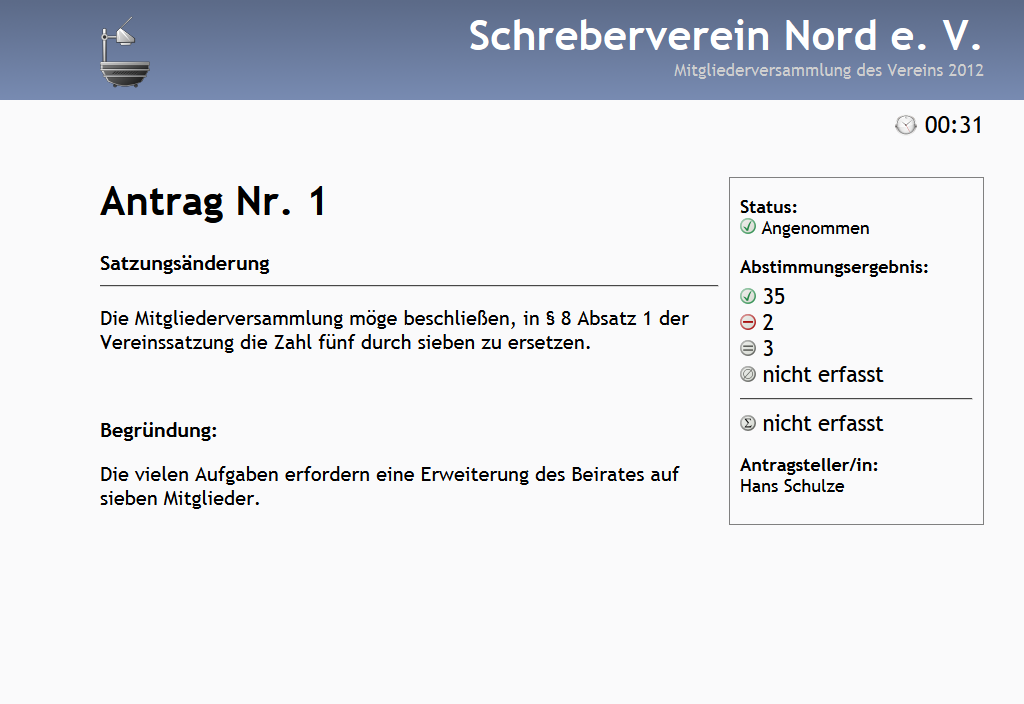 Schreberverein Nord e. V.
Mitgliederversammlung des Vereins 2012
00:31
Antrag Nr. 1
Satzungsänderung
Die Mitgliederversammlung möge beschließen, in § 8 Absatz 1 der
Vereinssatzung die Zahl fünf durch sieben zu ersetzen.
Begründung:
Die vielen Aufgaben erfordern eine Erweiterung des Beirates auf
sieben Mitglieder.
Status:
Angenommen
Abstimmungsergebnis:
35
2
3
nicht erfasst
Σ nicht erfasst
Antragsteller/in:
Hans Schulze